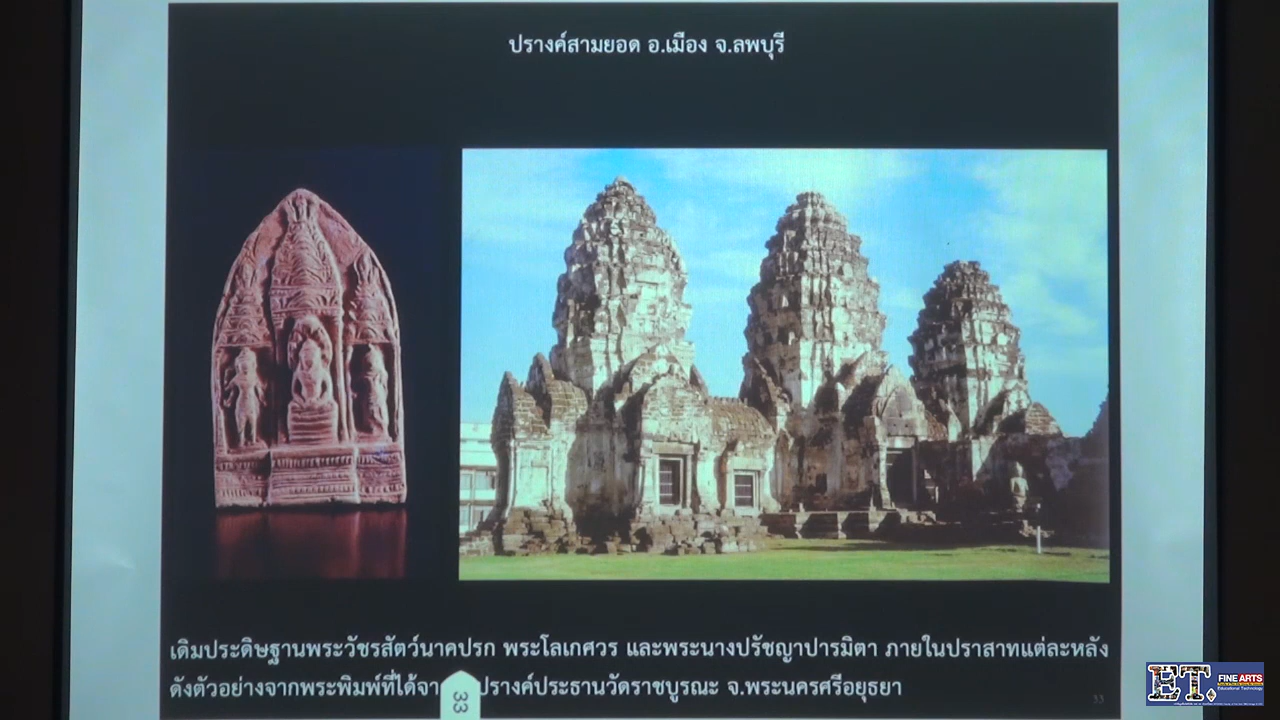 ปรางค์สามยอด อ.เมือง จ.ลพบุรี
เดิมประดิษฐานพระวัชรสัตว์นาคปรก พระโลเกศวร และพระนางปรัชญาปารมิตา ภายในปราสาทแต่ละหลัง
ดังตัวอย่างจากพระพิมพ์ที่ได้จา ปรางค์ประธานวัดราชบูรณะ จ.พระนครศรีอยุธยา
33
33
ET. FINE ARTS
Educational Technology